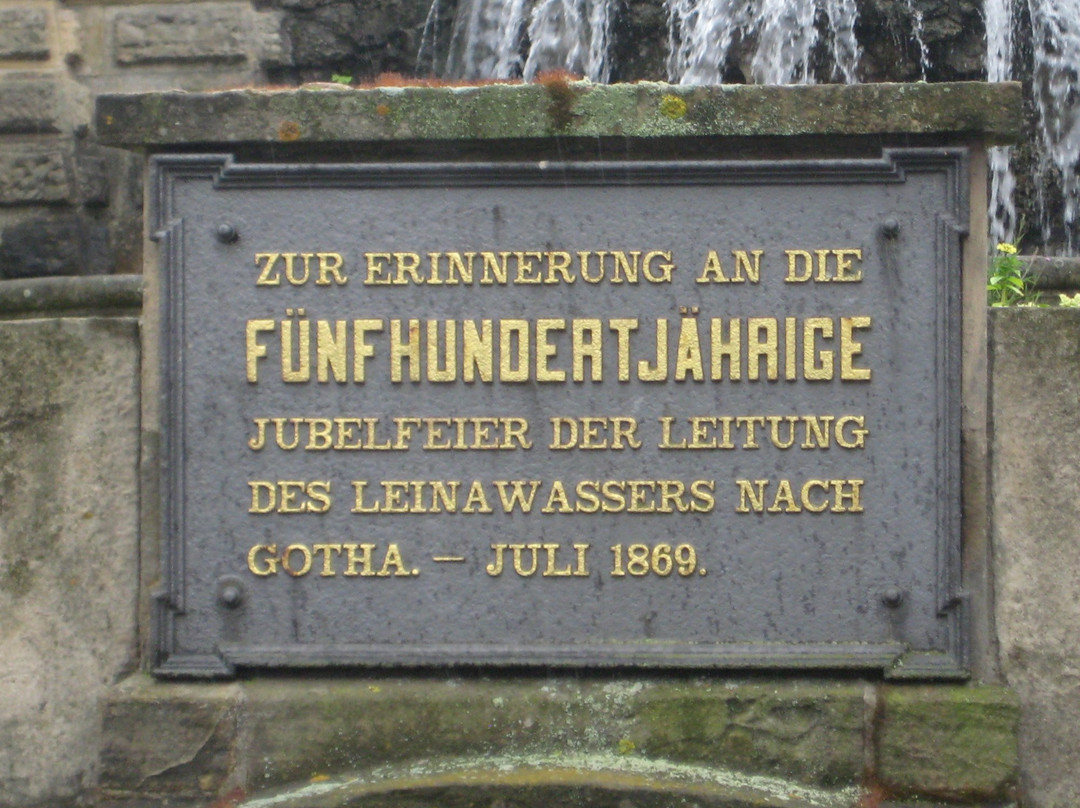 ZUR ERINNERUNG AN DIE
FÜNFHUNDERTJÄHRIGE
JUBELFEIER DER LEITUNG
DES LEINAWASSERS NACH
GOTHA. – JULI 1869.